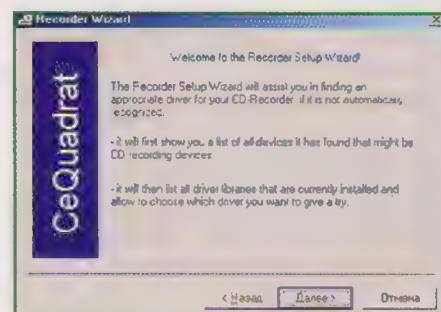 Recorder Wizard
CeQuadrat
Welcome to the Recorder Setup Wizard!
The Recorder Setup Wizard will assist you in finding an
appropriate driver for your CD-Recorder if it is not automatically
recognized.
- it will first show you a list of all devices it has found that might be
CD recording devices
- it will then list all driver libraries that are currently installed and
allow to choose which driver you want to give a try.
< Назад
Далее >
Отмена